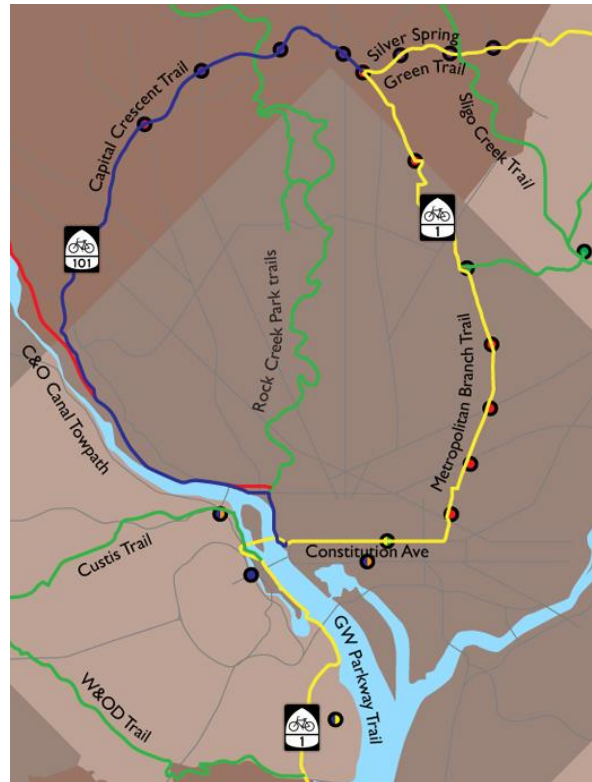 Silver Spring
Green Trail
Capital Crescent Trail
Sligo Creek Trail
1
101
Rock Creek Park trails
C&O Canal Towpath
Metropolitan Branch Trail
Custis Trail
Constitution Ave
GW Parkway Trail
W&OD Trail
1